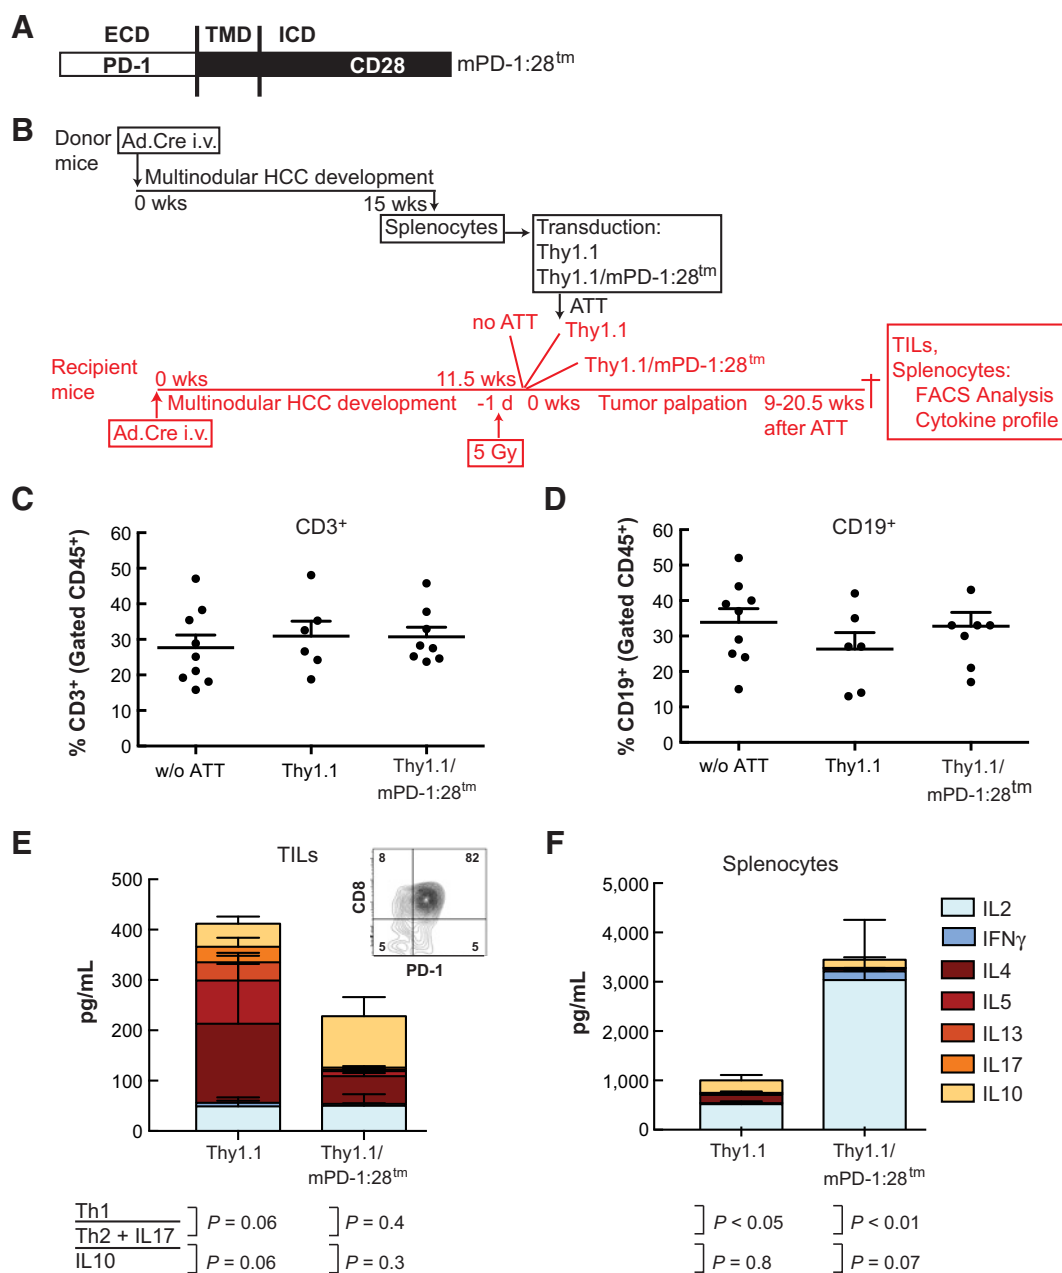 A
ECD TMD ICD
PD-1 CD28 mPD-1:28tm
B
Donor mice
Ad.Cre i.v.
Multinodular HCC development
0 wks 15 wks
Splenocytes
Transduction:
Thy1.1
Thy1.1/mPD-1:28tm
ATT
no ATT
Thy1.1
Thy1.1/mPD-1:28tm
Recipient mice
0 wks 11.5 wks
Multinodular HCC development -1 d 0 wks Tumor palpation 9-20.5 wks after ATT
Ad.Cre i.v.
5 Gy
TILs,
Splenocytes:
FACS Analysis
Cytokine profile
C
CD3+
% CD3+ (Gated CD45+)
60
50
40
30
20
10
0
w/o ATT Thy1.1 Thy1.1/
mPD-1:28tm
D
CD19+
% CD19+ (Gated CD45+)
60
50
40
30
20
10
0
w/o ATT Thy1.1 Thy1.1/
mPD-1:28tm
E
TILs
pg/mL
500
400
300
200
100
0
CD8
8 82
5 5
PD-1
Thy1.1 Thy1.1/
mPD-1:28tm
Th1
Th2 + IL17
IL10
P = 0.06 P = 0.4
P = 0.06 P = 0.3
F
Splenocytes
pg/mL
5,000
4,000
3,000
2,000
1,000
0
Thy1.1 Thy1.1/
mPD-1:28tm
P < 0.05 P < 0.01
P = 0.8 P = 0.07
IL2
IFNγ
IL4
IL5
IL13
IL17
IL10